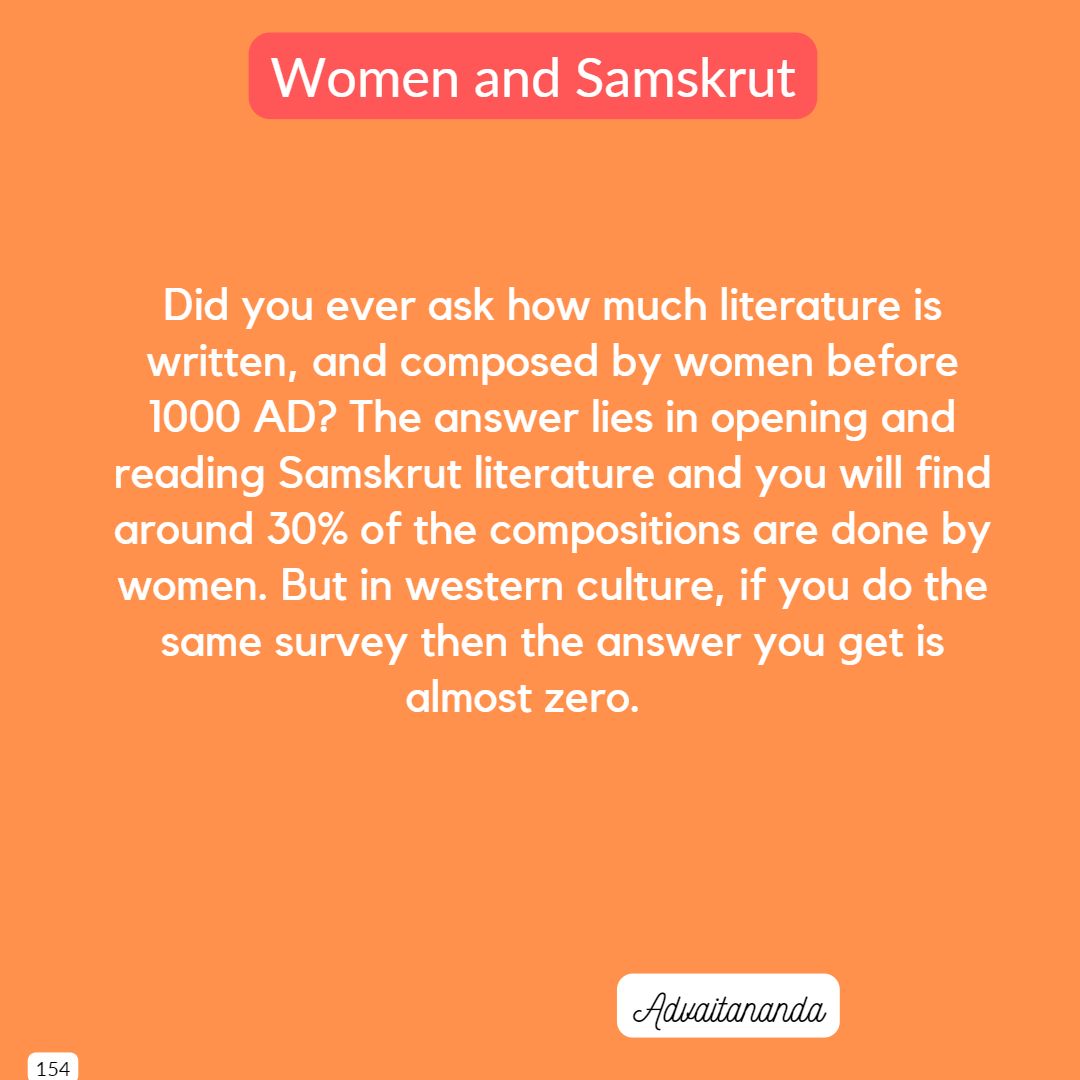 Women and Samskrut
Did you ever ask how much literature is
written, and composed by women before
1000 AD? The answer lies in opening and
reading Samskrut literature and you will find
around 30% of the compositions are done by
women. But in western culture, if you do the
same survey then the answer you get is
almost zero.
Advaitananda
154